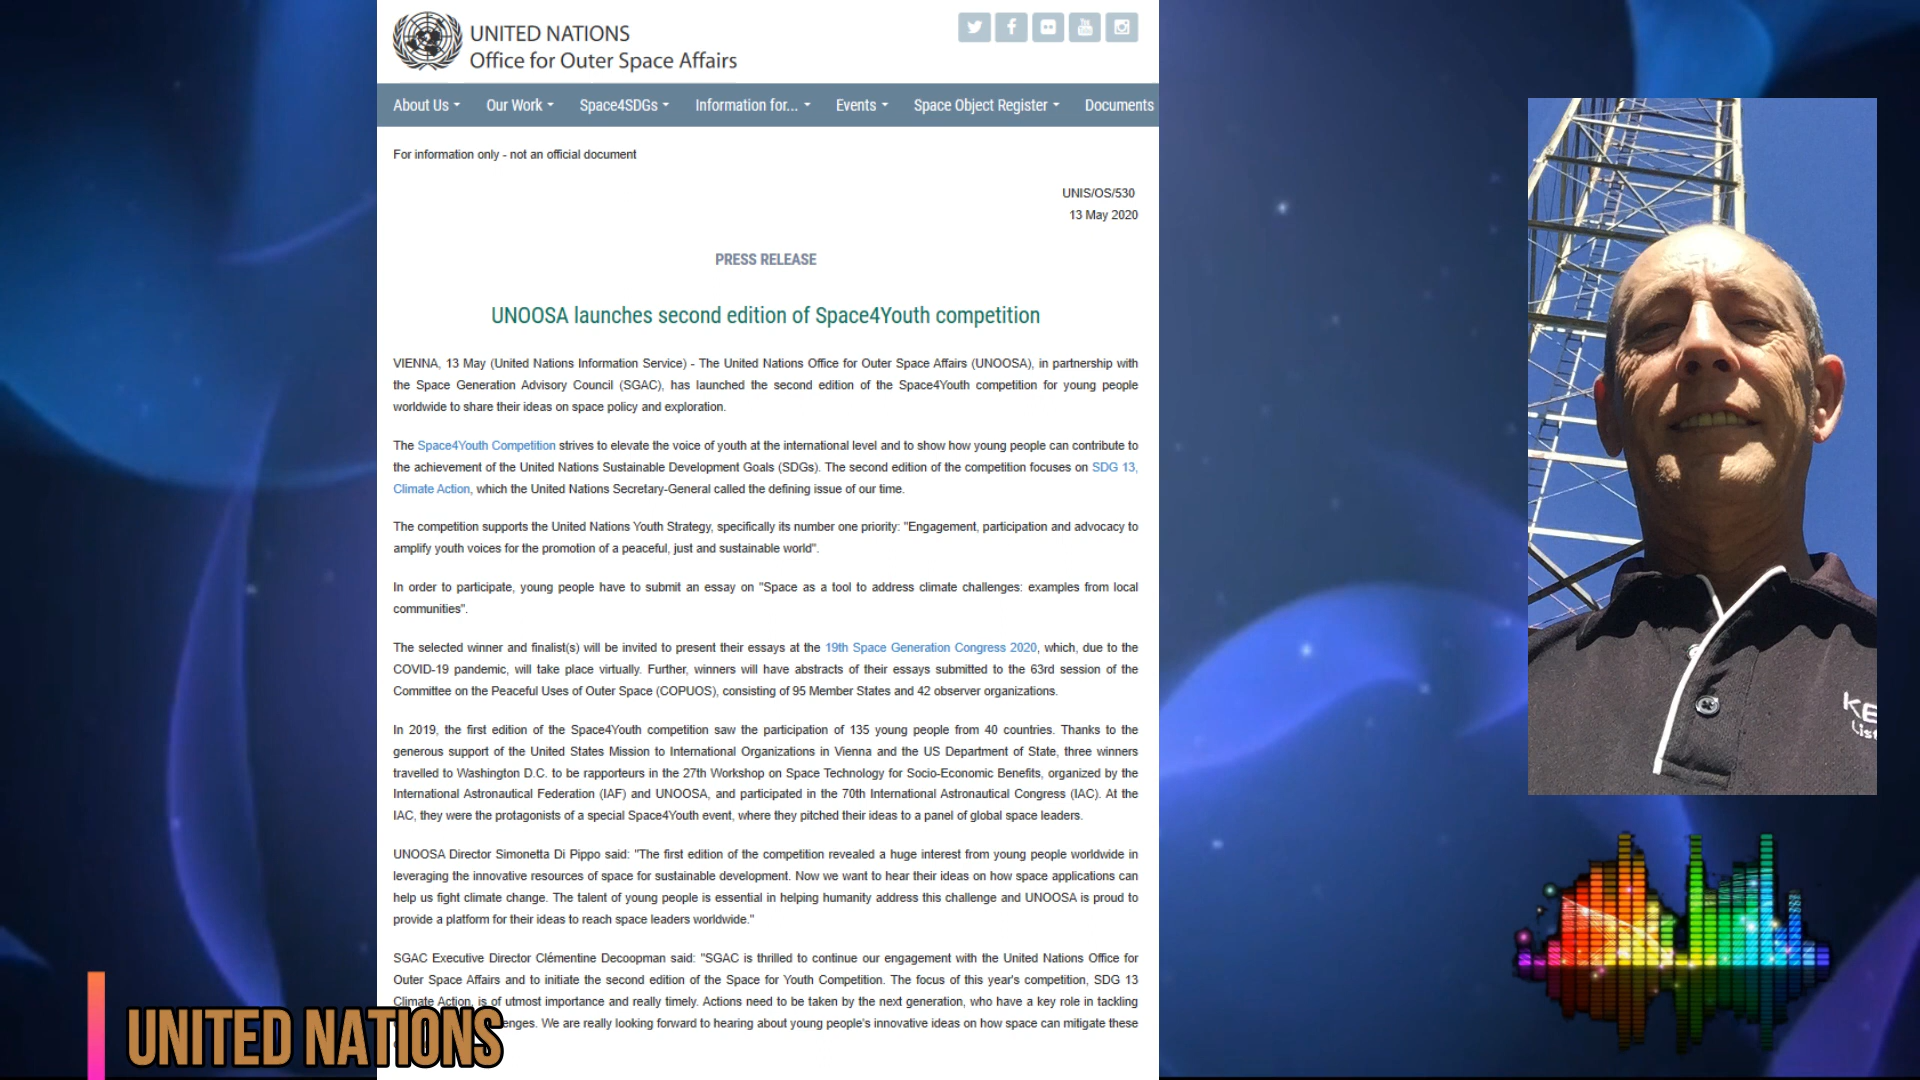 UNITED NATIONS
Office for Outer Space Affairs
About Us Our Work Space4SDGs Information for... Events Space Object Register Documents
For information only - not an official document
UNIS/OS/530
13 May 2020
PRESS RELEASE
UNOOSA launches second edition of Space4Youth competition
VIENNA, 13 May (United Nations Information Service) - The United Nations Office for Outer Space Affairs (UNOOSA), in partnership with
the Space Generation Advisory Council (SGAC), has launched the second edition of the Space4Youth competition for young people
worldwide to share their ideas on space policy and exploration.
The Space4Youth Competition strives to elevate the voice of youth at the international level and to show how young people can contribute to
the achievement of the United Nations Sustainable Development Goals (SDGs). The second edition of the competition focuses on SDG 13,
Climate Action, which the United Nations Secretary-General called the defining issue of our time.
The competition supports the United Nations Youth Strategy, specifically its number one priority: "Engagement, participation and advocacy to
amplify youth voices for the promotion of a peaceful, just and sustainable world".
In order to participate, young people have to submit an essay on "Space as a tool to address climate challenges: examples from local
communities".
The selected winner and finalist(s) will be invited to present their essays at the 19th Space Generation Congress 2020, which, due to the
COVID-19 pandemic, will take place virtually. Further, winners will have abstracts of their essays submitted to the 63rd session of the
Committee on the Peaceful Uses of Outer Space (COPUOS), consisting of 95 Member States and 42 observer organizations.
In 2019, the first edition of the Space4Youth competition saw the participation of 135 young people from 40 countries. Thanks to the
generous support of the United States Mission to International Organizations in Vienna and the US Department of State, three winners
travelled to Washington D.C. to be rapporteurs in the 27th Workshop on Space Technology for Socio-Economic Benefits, organized by the
International Astronautical Federation (IAF) and UNOOSA, and participated in the 70th International Astronautical Congress (IAC). At the
IAC, they were the protagonists of a special Space4Youth event, where they pitched their ideas to a panel of global space leaders.
UNOOSA Director Simonetta Di Pippo said: "The first edition of the competition revealed a huge interest from young people worldwide in
leveraging the innovative resources of space for sustainable development. Now we want to hear their ideas on how space applications can
help us fight climate change. The talent of young people is essential in helping humanity address this challenge and UNOOSA is proud to
provide a platform for their ideas to reach space leaders worldwide."
SGAC Executive Director Clémentine Decoopman said: "SGAC is thrilled to continue our engagement with the United Nations Office for
Outer Space Affairs and to initiate the second edition of the Space for Youth Competition. The focus of this year's competition, SDG 13
Climate Action, is of utmost importance and really timely. Actions need to be taken by the next generation, who have a key role in tackling
enges. We are really looking forward to hearing about young people's innovative ideas on how space can mitigate these
UNITED NATIONS